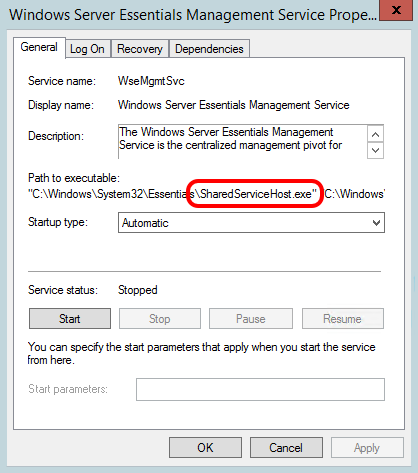 Windows Server Essentials Management Service Prope... x
General Log On Recovery Dependencies
Service name: WseMgmtSvc
Display name: Windows Server Essentials Management Service
Description: The Windows Server Essentials Management
Service is the centralized management pivot for
Path to executable:
"C:\Windows\System32\Essentials\SharedServiceHost.exe" "C:\Windows\
Startup type: Automatic
Service status: Stopped
Start Stop Pause Resume
You can specify the start parameters that apply when you start the service
from here.
Start parameters:
OK Cancel Apply